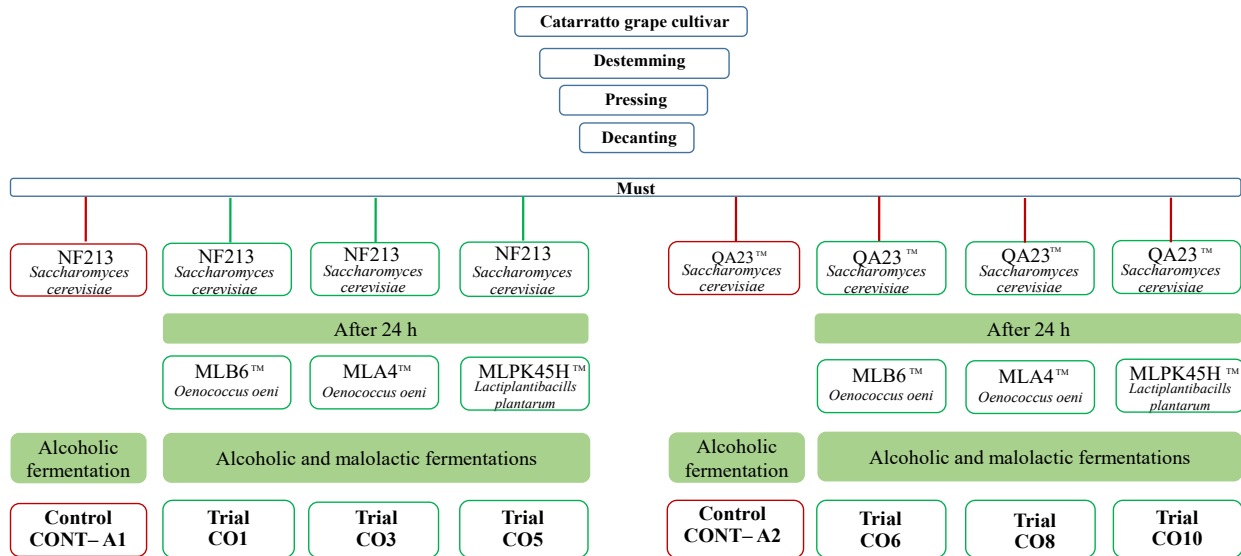 Catarratto grape cultivar
Destemming
Pressing
Decanting
Must
NF213
Saccharomyces
cerevisiae
NF213
Saccharomyces
cerevisiae
NF213
Saccharomyces
cerevisiae
NF213
Saccharomyces
cerevisiae
QA23™
Saccharomyces
cerevisiae
QA23™
Saccharomyces
cerevisiae
QA23™
Saccharomyces
cerevisiae
QA23™
Saccharomyces
cerevisiae
After 24 h
After 24 h
MLB6™
Oenococcus oeni
MLA4™
Oenococcus oeni
MLPK45H™
Lactiplantibacills
plantarum
MLB6™
Oenococcus oeni
MLA4™
Oenococcus oeni
MLPK45H™
Lactiplantibacills
plantarum
Alcoholic
fermentation
Alcoholic and malolactic fermentations
Alcoholic
fermentation
Alcoholic and malolactic fermentations
Control
CONT– A1
Trial
CO1
Trial
CO3
Trial
CO5
Control
CONT– A2
Trial
CO6
Trial
CO8
Trial
CO10